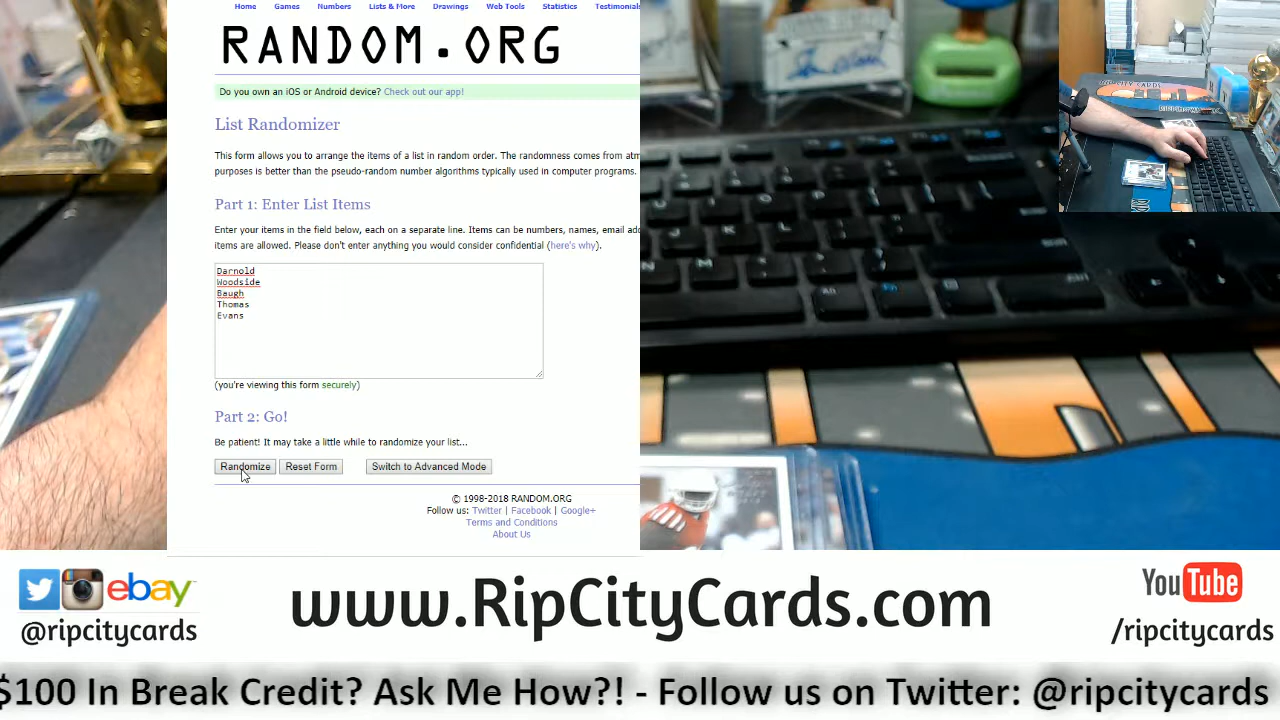 Home Games Numbers Lists & More Drawings Web Tools Statistics Testimonials
RANDOM.ORG
Do you own an iOS or Android device? Check out our app!
List Randomizer
This form allows you to arrange the items of a list in random order. The randomness comes from atm
purposes is better than the pseudo-random number algorithms typically used in computer programs.
Part 1: Enter List Items
Enter your items in the field below, each on a separate line. Items can be numbers, names, email add
items are allowed. Please don't enter anything you would consider confidential (here's why).
Darnold
Woodside
Baugh
Thomas
Evans
(you're viewing this form securely)
Part 2: Go!
Be patient! It may take a little while to randomize your list...
Randomize Reset Form Switch to Advanced Mode
© 1998-2018 RANDOM.ORG
Follow us: Twitter | Facebook | Google+
Terms and Conditions
About Us
RIP CITY CARDS
ebay
@ripcitycards
www.RipCityCards.com
YouTube
/ripcitycards
$100 In Break Credit? Ask Me How?! - Follow us on Twitter: @ripcitycards